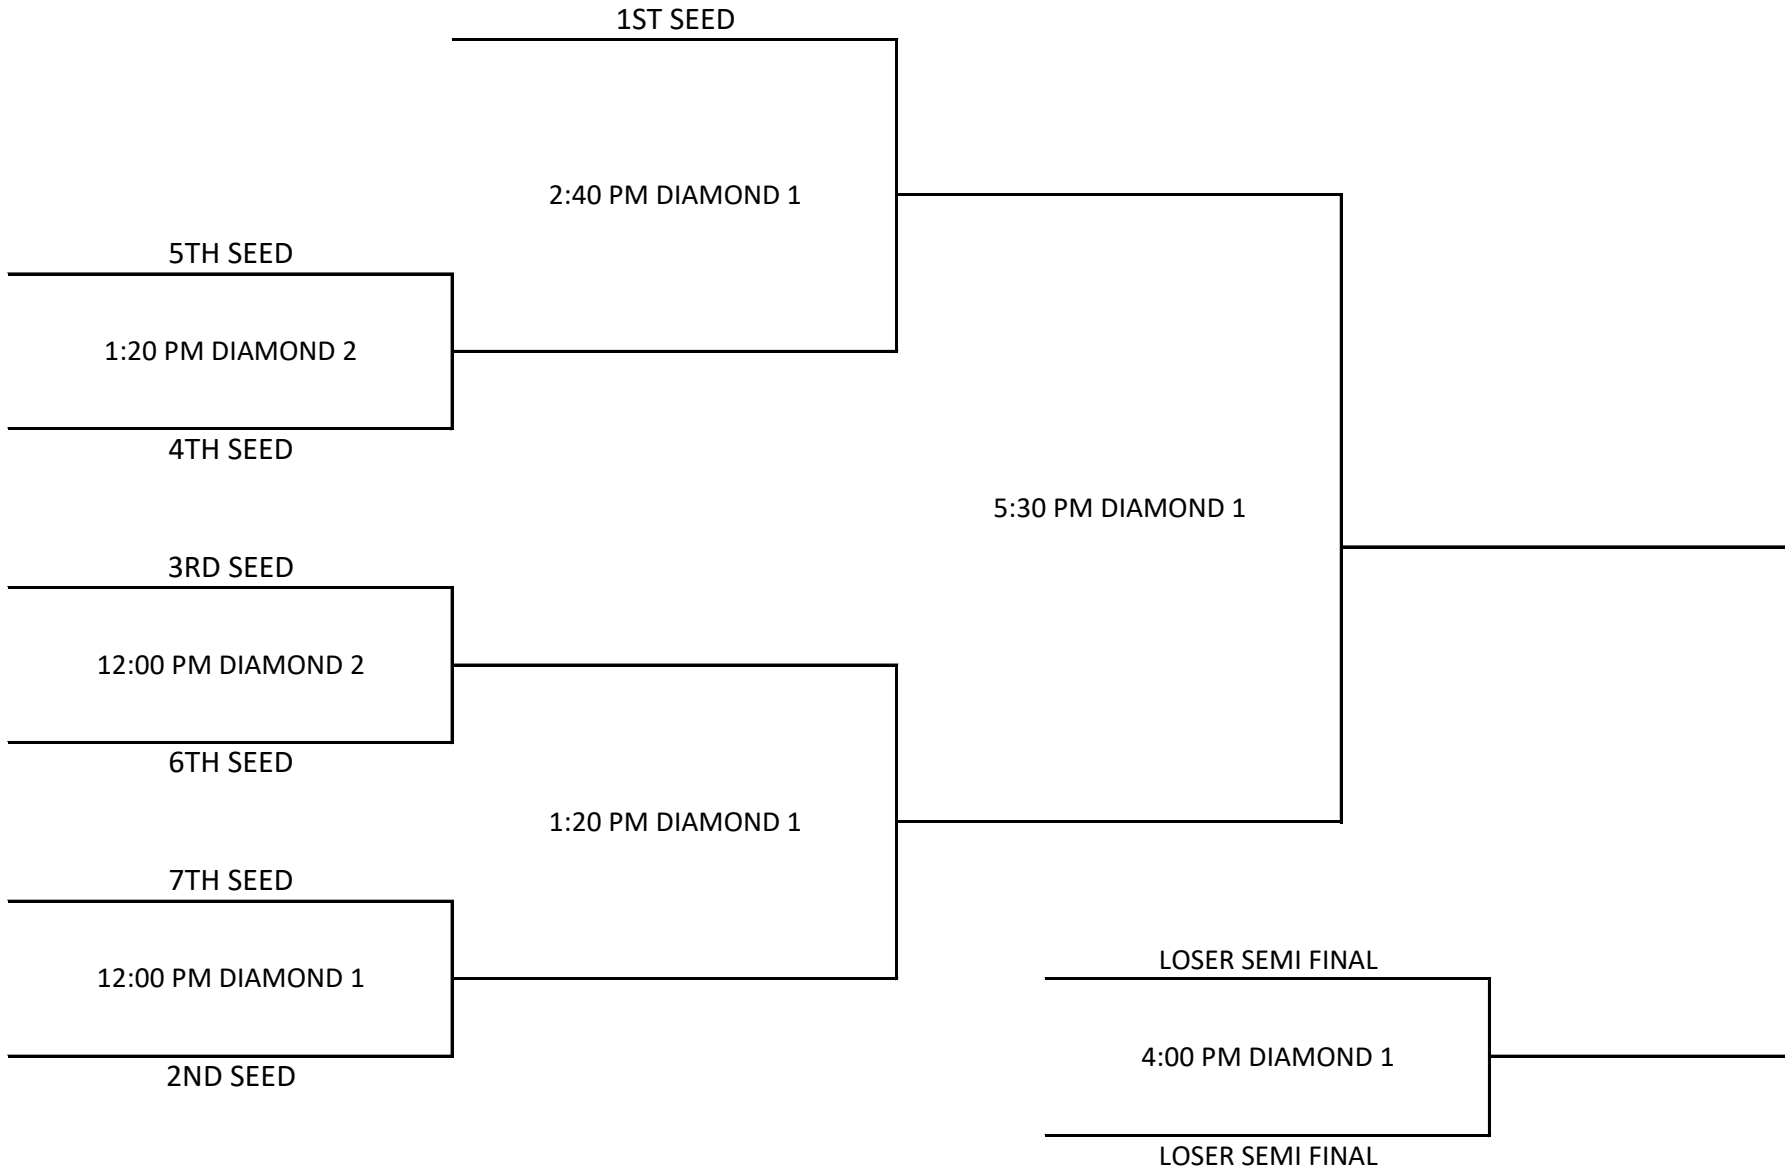 1ST SEED
2:40 PM DIAMOND 1
5TH SEED
1:20 PM DIAMOND 2
4TH SEED
5:30 PM DIAMOND 1
3RD SEED
12:00 PM DIAMOND 2
6TH SEED
1:20 PM DIAMOND 1
7TH SEED
12:00 PM DIAMOND 1
2ND SEED
LOSER SEMI FINAL
4:00 PM DIAMOND 1
LOSER SEMI FINAL